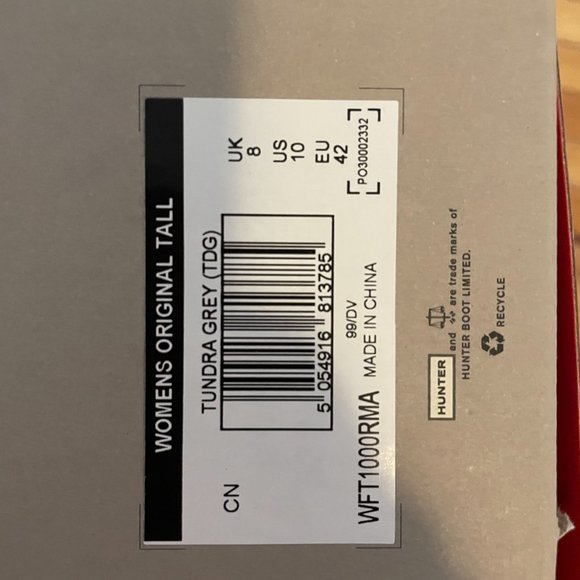 WOMENS ORIGINAL TALL
CN
TUNDRA GREY (TDG)
UK
8
US
10
EU
42
5 054916 813785
99/DV
WFT1000RMA MADE IN CHINA
PO30002332
HUNTER and are trade marks of
HUNTER BOOT LIMITED.
RECYCLE